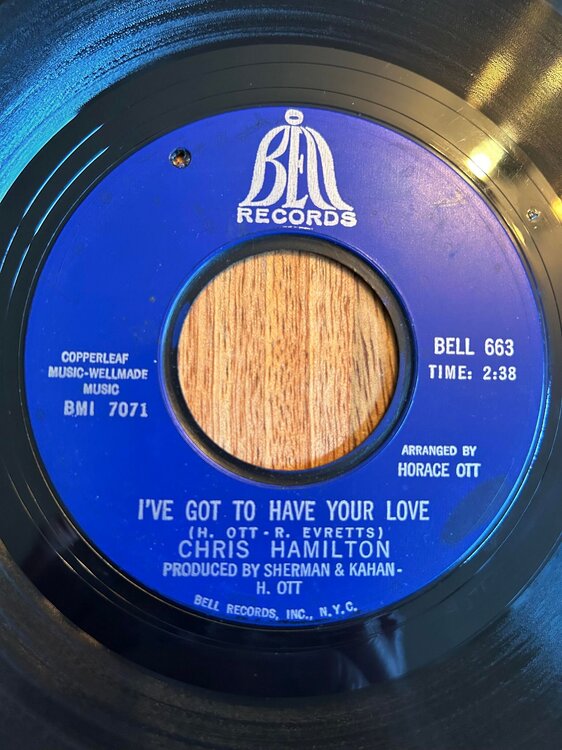 BELL
RECORDS
COPPERLEAF
MUSIC-WELLMADE
MUSIC
BMI 7071
BELL 663
TIME: 2:38
ARRANGED BY
HORACE OTT
I'VE GOT TO HAVE YOUR LOVE
(H. OTT - R. EVRETTS)
CHRIS HAMILTON
PRODUCED BY SHERMAN & KAHAN-
H. OTT
BELL RECORDS, INC., N.Y.C.